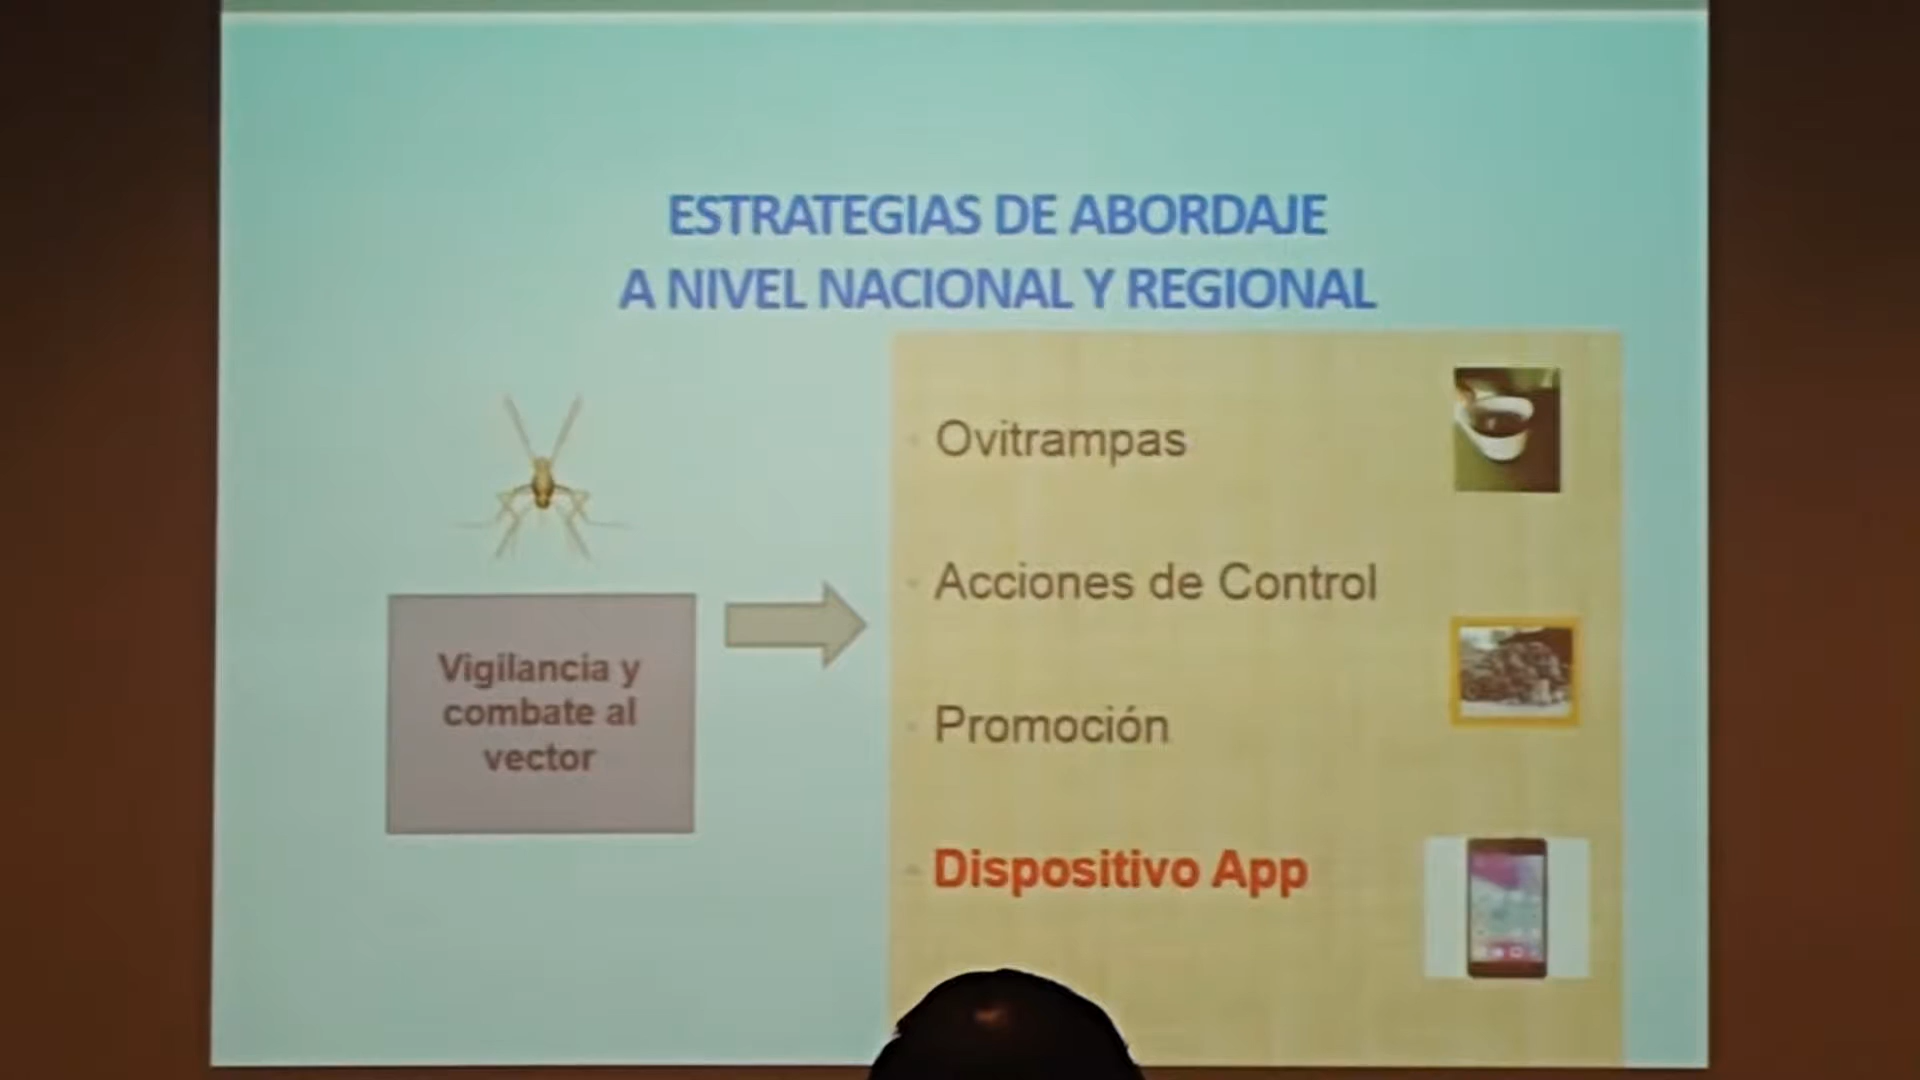 ESTRATEGIAS DE ABORDAJE
A NIVEL NACIONAL Y REGIONAL
Vigilancia y
combate al
vector
Ovitrampas
Acciones de Control
Promoción
Dispositivo App